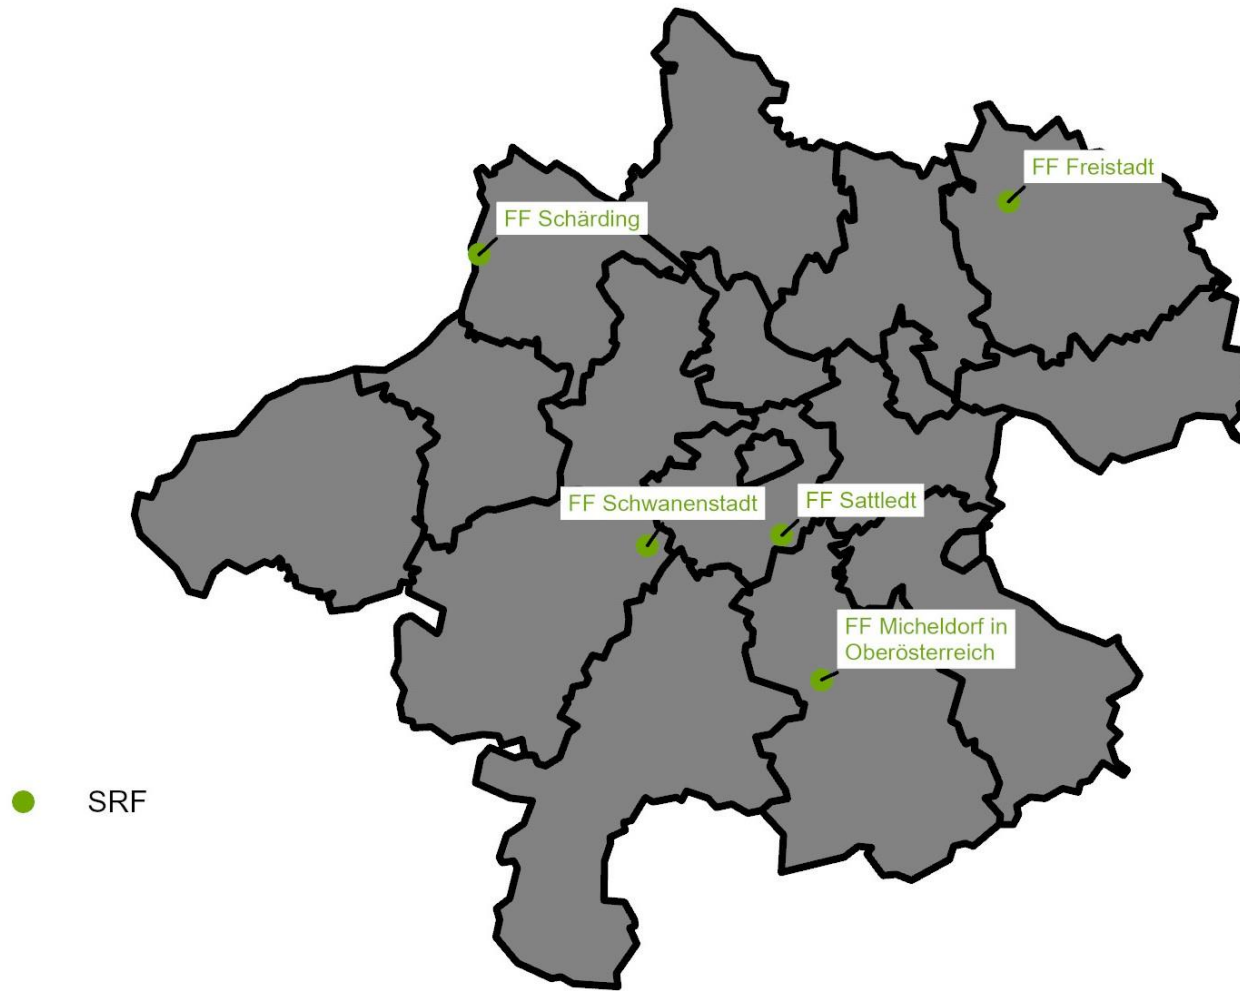 FF Freistadt
FF Schärding
FF Schwanenstadt
FF Sattledt
FF Micheldorf in
Oberösterreich
SRF